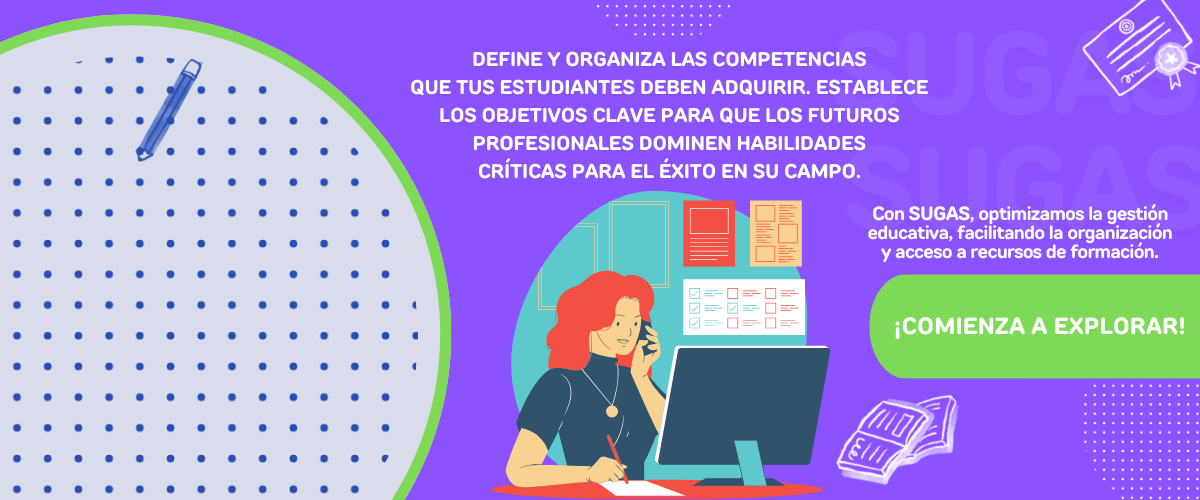 DEFINE Y ORGANIZA LAS COMPETENCIAS
QUE TUS ESTUDIANTES DEBEN ADQUIRIR. ESTABLECE
LOS OBJETIVOS CLAVE PARA QUE LOS FUTUROS
PROFESIONALES DOMINEN HABILIDADES
CRÍTICAS PARA EL ÉXITO EN SU CAMPO.
SUGAS
SUGAS
Con SUGAS, optimizamos la gestión
educativa, facilitando la organización
y acceso a recursos de formación.
¡COMIENZA A EXPLORAR!